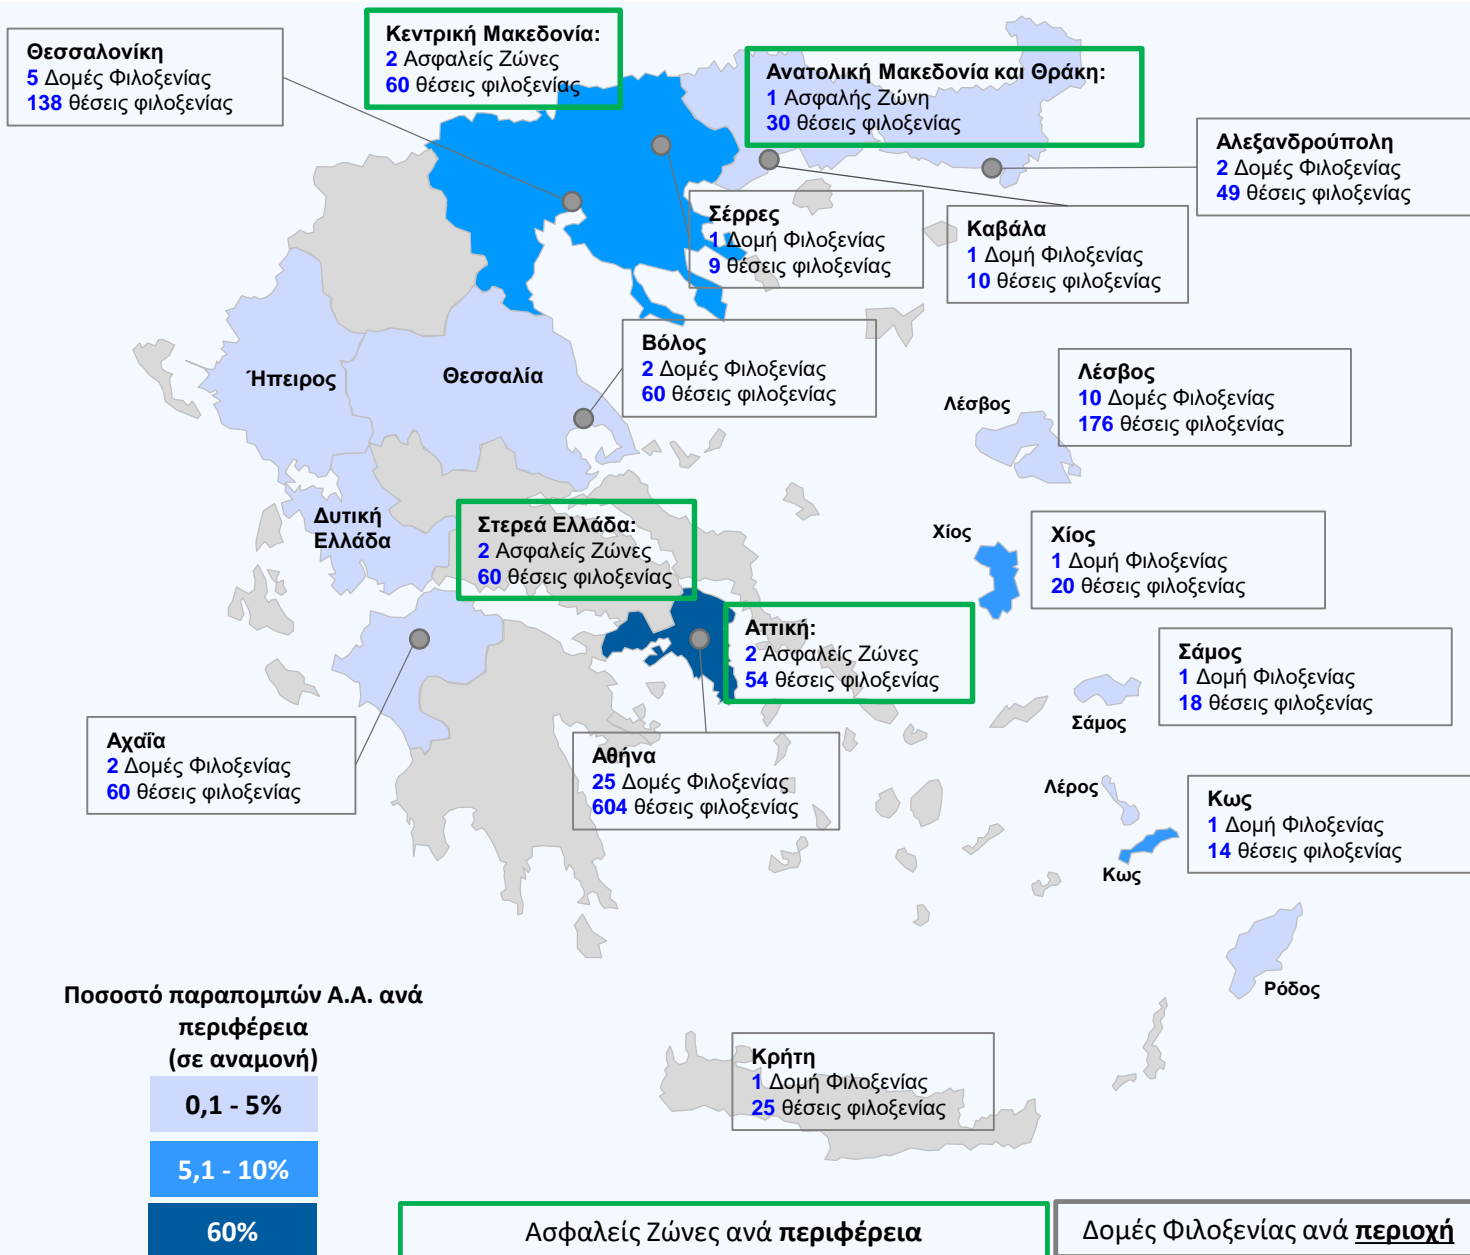 Θεσσαλονίκη
5 Δομές Φιλοξενίας
138 θέσεις φιλοξενίας
Κεντρική Μακεδονία:
2 Ασφαλείς Ζώνες
60 θέσεις φιλοξενίας
Ανατολική Μακεδονία και Θράκη:
1 Ασφαλής Ζώνη
30 θέσεις φιλοξενίας
Αλεξανδρούπολη
2 Δομές Φιλοξενίας
49 θέσεις φιλοξενίας
Σέρρες
1 Δομή Φιλοξενίας
9 θέσεις φιλοξενίας
Καβάλα
1 Δομή Φιλοξενίας
10 θέσεις φιλοξενίας
Βόλος
2 Δομές Φιλοξενίας
60 θέσεις φιλοξενίας
Ήπειρος
Θεσσαλία
Λέσβος
Λέσβος
10 Δομές Φιλοξενίας
176 θέσεις φιλοξενίας
Δυτική
Ελλάδα
Στερεά Ελλάδα:
2 Ασφαλείς Ζώνες
60 θέσεις φιλοξενίας
Χίος
Χίος
1 Δομή Φιλοξενίας
20 θέσεις φιλοξενίας
Αττική:
2 Ασφαλείς Ζώνες
54 θέσεις φιλοξενίας
Σάμος
1 Δομή Φιλοξενίας
18 θέσεις φιλοξενίας
Σάμος
Αχαΐα
2 Δομές Φιλοξενίας
60 θέσεις φιλοξενίας
Αθήνα
25 Δομές Φιλοξενίας
604 θέσεις φιλοξενίας
Λέρος
Κως
1 Δομή Φιλοξενίας
14 θέσεις φιλοξενίας
Κως
Ρόδος
Ποσοστό παραπομπών Α.Α. ανά
περιφέρεια
(σε αναμονή)
0,1 - 5%
5,1 - 10%
60%
Κρήτη
1 Δομή Φιλοξενίας
25 θέσεις φιλοξενίας
Ασφαλείς Ζώνες ανά περιφέρεια
Δομές Φιλοξενίας ανά περιοχή